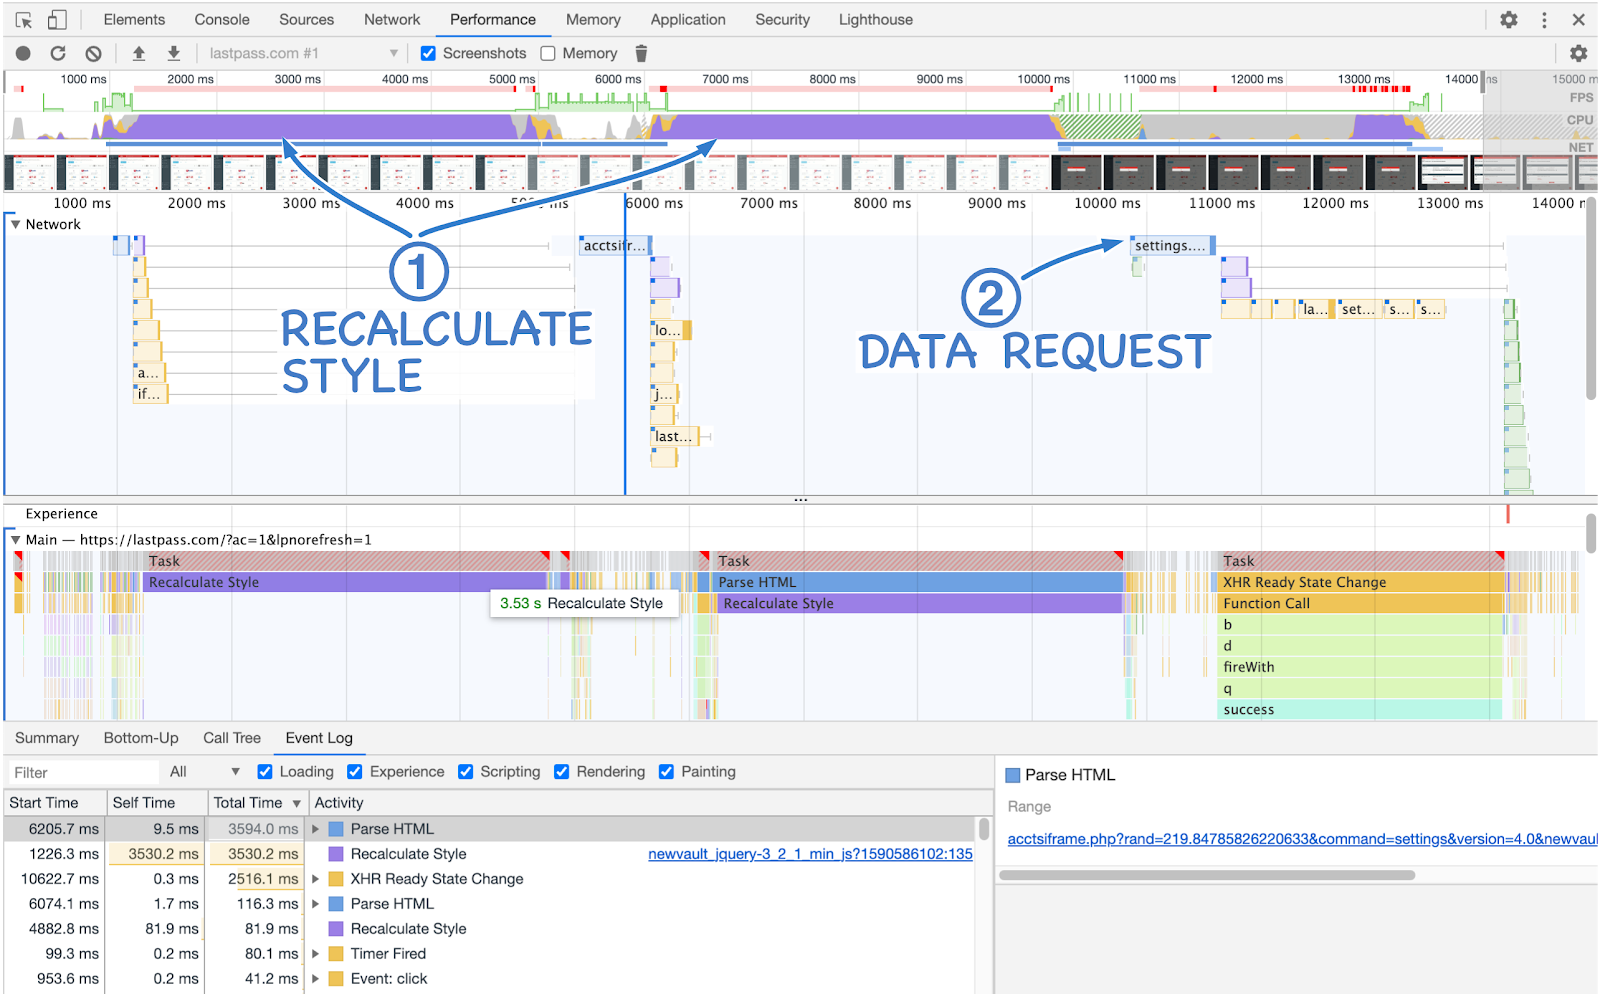 Elements Console Sources Network Performance Memory Application Security Lighthouse
lastpass.com #1 Screenshots Memory
1000 ms 2000 ms 3000 ms 4000 ms 5000 ms 6000 ms 7000 ms 8000 ms 9000 ms 10000 ms 11000 ms 12000 ms 13000 ms 14000 ms 15000 m
FPS
CPU
NET
1000 ms 2000 ms 3000 ms 4000 ms 5000 ms 6000 ms 7000 ms 8000 ms 9000 ms 10000 ms 11000 ms 12000 ms 13000 ms 14000 m
Network
acctsifr... settings....
1
RECALCULATE
STYLE
2
DATA REQUEST
la... set... s... s...
lo...
a...
if... j...
last...
...
Experience
Main — https://lastpass.com/?ac=1&lpnorefresh=1
Task Task Task
Recalculate Style Parse HTML XHR Ready State Change
3.53 s Recalculate Style Recalculate Style Function Call
b
d
fireWith
q
success
Summary Bottom-Up Call Tree Event Log
Filter All Loading Experience Scripting Rendering Painting
Start Time Self Time Total Time Activity
6205.7 ms 9.5 ms 3594.0 ms Parse HTML
1226.3 ms 3530.2 ms 3530.2 ms Recalculate Style newvault_jquery-3_2_1_min_js?1590586102:135
10622.7 ms 0.3 ms 2516.1 ms XHR Ready State Change
6074.1 ms 1.7 ms 116.3 ms Parse HTML
4882.8 ms 81.9 ms 81.9 ms Recalculate Style
99.3 ms 0.2 ms 80.1 ms Timer Fired
953.6 ms 0.2 ms 41.2 ms Event: click
Parse HTML
Range
acctsiframe.php?rand=219.84785826220633&command=settings&version=4.0&newvaul